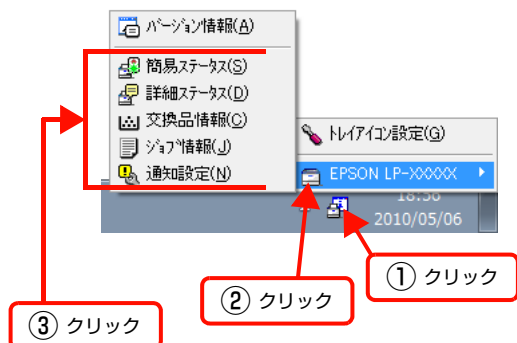 バージョン情報(A)
簡易ステータス(S)
詳細ステータス(D)
交換品情報(C)
ジョブ情報(J)
通知設定(N)
トレイアイコン設定(G)
EPSON LP-XXXXX
18:56
2010/05/06
① クリック
② クリック
③ クリック